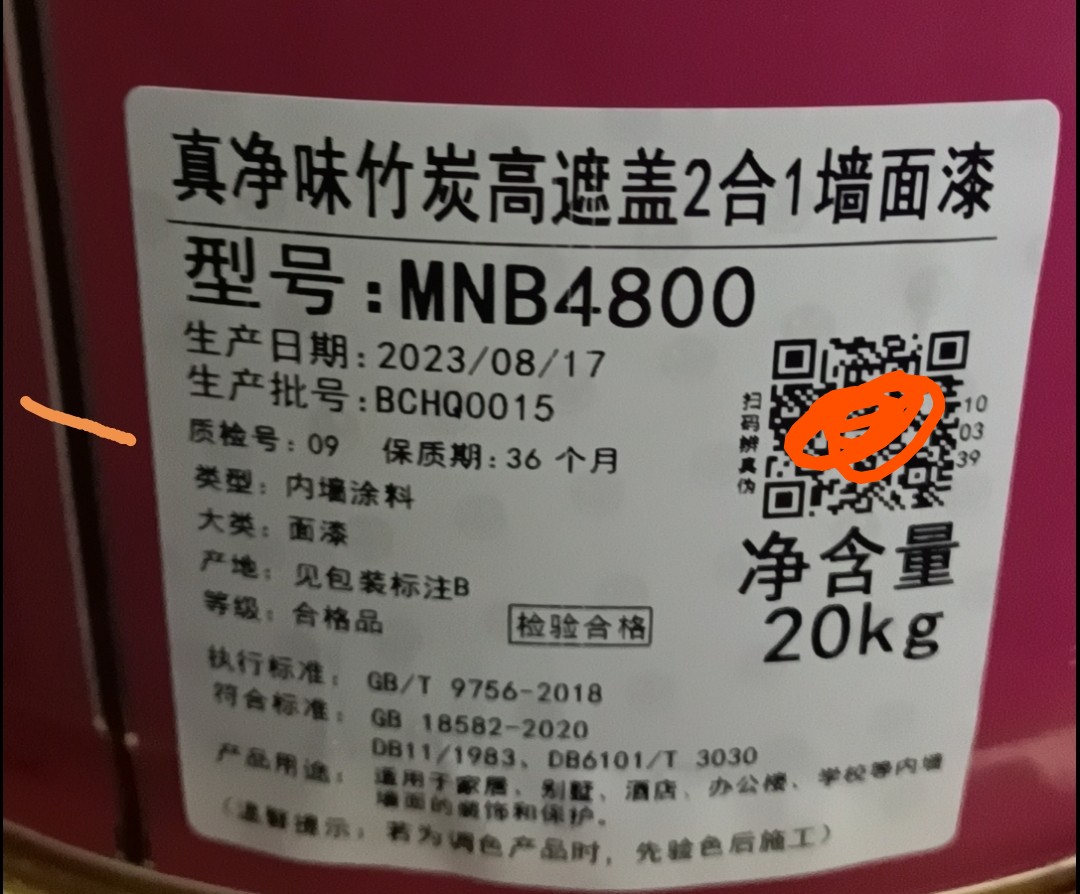 真净味竹炭高遮盖2合1墙面漆
型号:MNB4800
生产日期:2023/08/17
生产批号:BCHQ0015
质检号:09 保质期:36个月
类型:内墙涂料
大类:面漆
产地:见包装标注B
等级:合格品
检验合格
扫码辨真伪
10
03
39
净含量
20kg
执行标准: GB/T 9756-2018
符合标准: GB 18582-2020
DB11/1983、DB6101/T 3030
产品用途: 适用于家居、别墅、酒店、办公楼、学校等内墙
墙面的装饰和保护。
(温馨提示:若为调色产品时,先验色后施工)